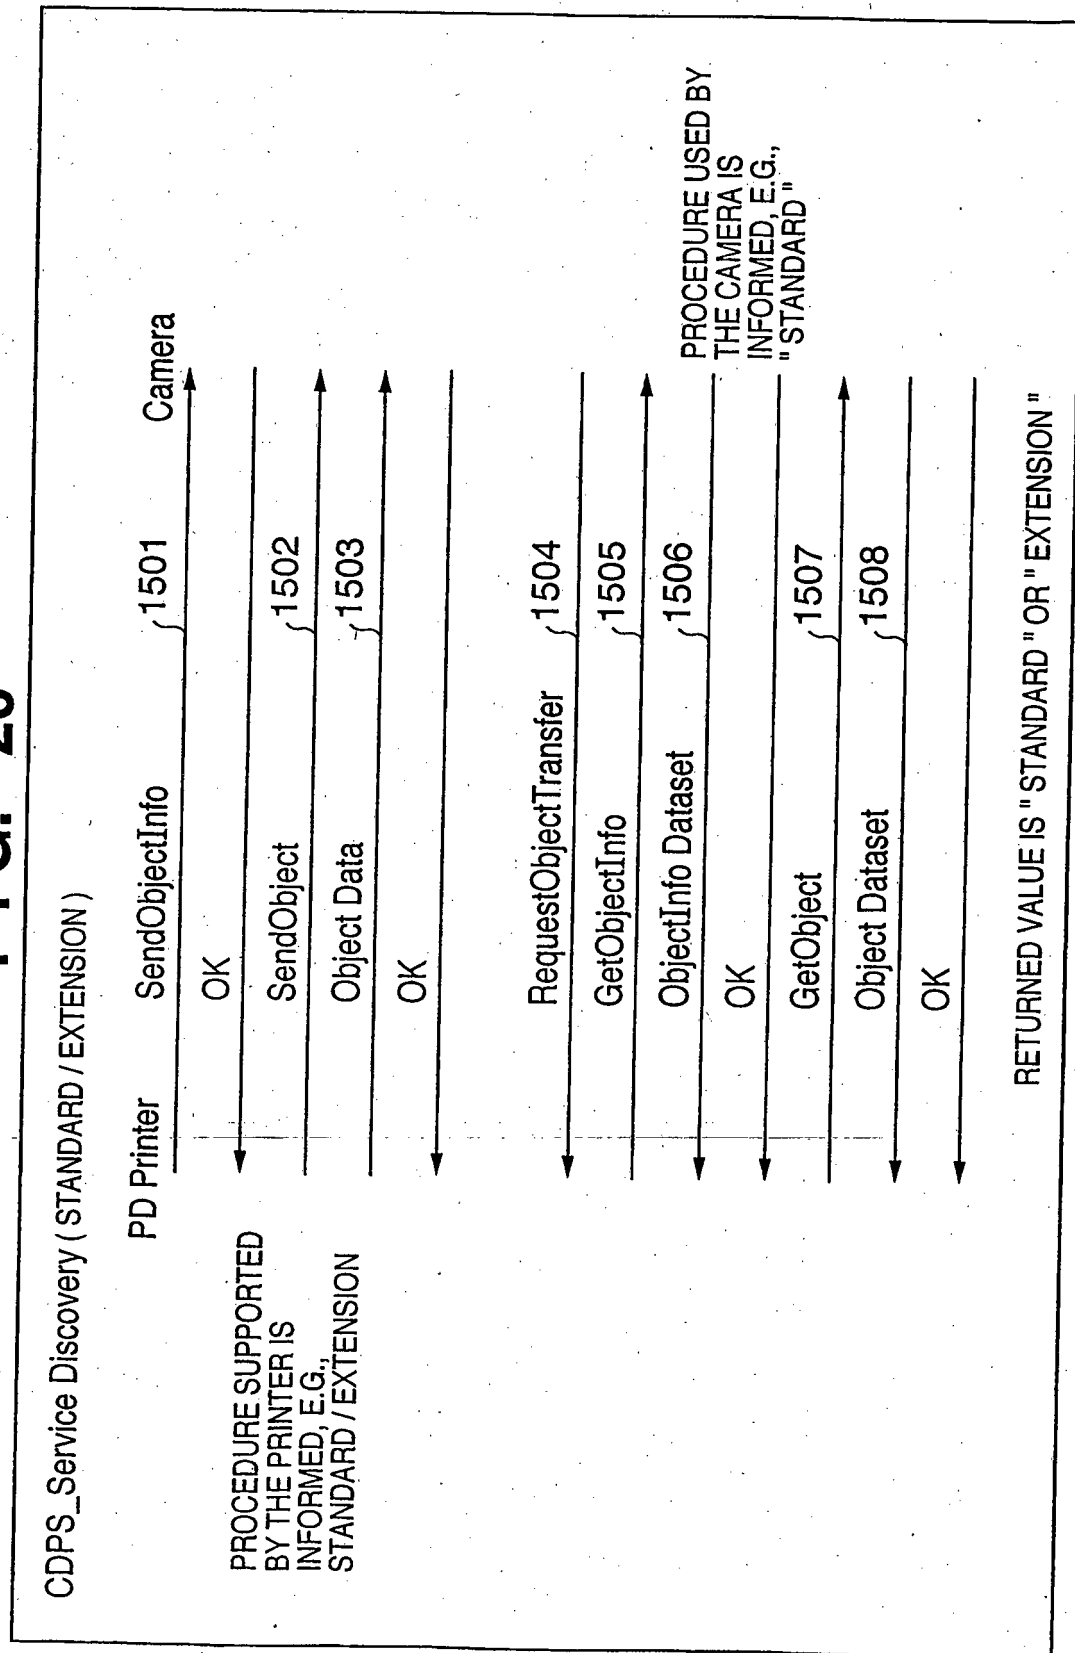 CDPS_Service Discovery ( STANDARD / EXTENSION )
PD Printer
Camera
SendObjectInfo
1501
OK
SendObject
1502
Object Data
1503
OK
PROCEDURE SUPPORTED
BY THE PRINTER IS
INFORMED, E.G.,
STANDARD / EXTENSION
RequestObjectTransfer
1504
GetObjectInfo
1505
ObjectInfo Dataset
1506
OK
GetObject
1507
Object Dataset
1508
OK
PROCEDURE USED BY
THE CAMERA IS
INFORMED, E.G.,
" STANDARD "
RETURNED VALUE IS " STANDARD " OR " EXTENSION "